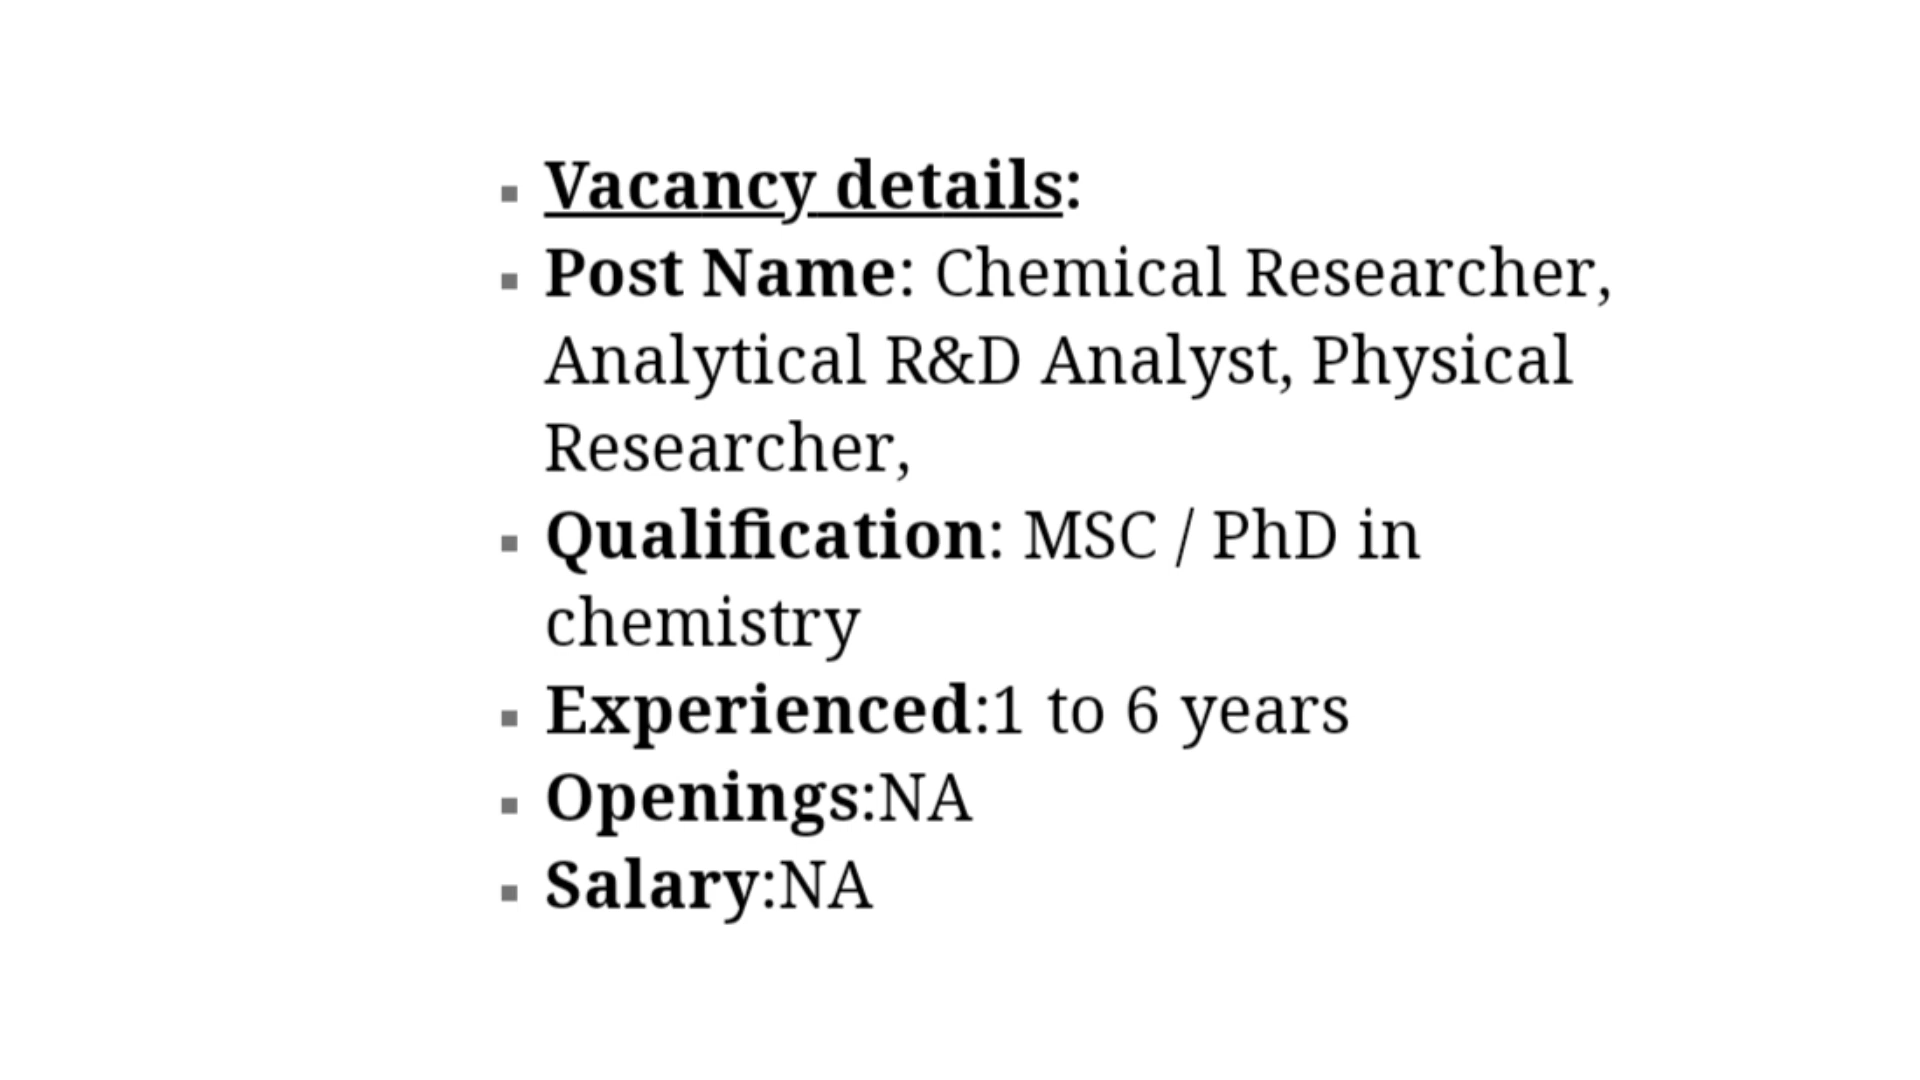 Vacancy details:
Post Name: Chemical Researcher,
Analytical R&D Analyst, Physical
Researcher,
Qualification: MSC / PhD in
chemistry
Experienced:1 to 6 years
Openings:NA
Salary:NA